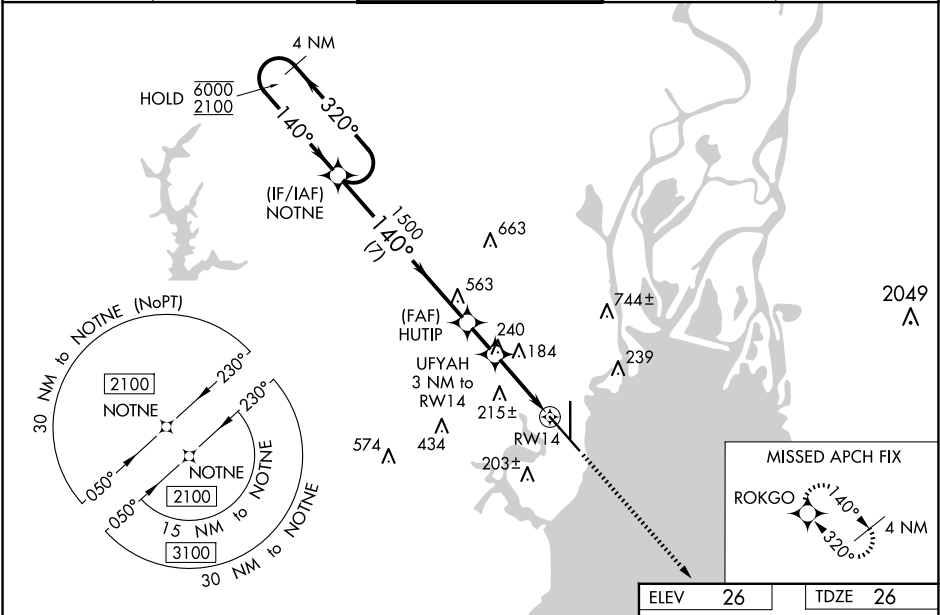 4 NM
HOLD 6000
2100
140°
320°
(IF/IAF)
NOTNE
1500
140°
(7)
663
563
(FAF)
HUTIP
240
184
UFYAH
3 NM to
RW14
215±
RW14
574
434
203±
744±
239
2049
30 NM to NOTNE (NoPT)
230°
2100
NOTNE
050°
230°
NOTNE
050°
2100
15 NM to NOTNE
3100
30 NM to NOTNE
MISSED APCH FIX
ROKGO
140°
4 NM
320°
ELEV 26
TDZE 26